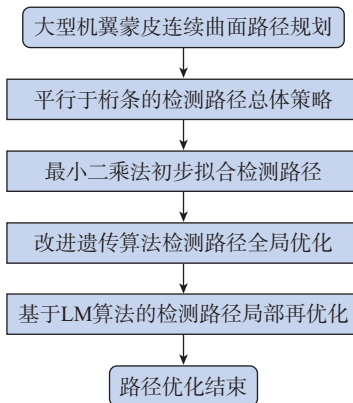 大型机翼蒙皮连续曲面路径规划
平行于桁条的检测路径总体策略
最小二乘法初步拟合检测路径
改进遗传算法检测路径全局优化
基于LM算法的检测路径局部再优化
路径优化结束